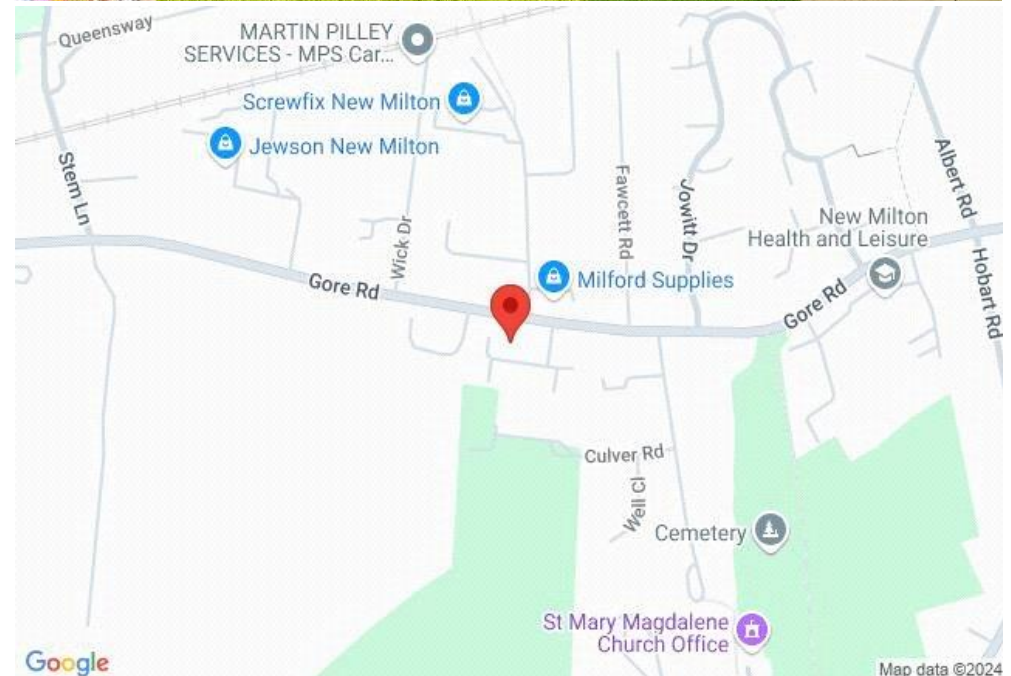 Queensway
MARTIN PILLEY
SERVICES - MPS Car...
Screwfix New Milton
Jewson New Milton
Stem Ln
Wick Dr
Fawcett Rd
Jowitt Dr
Albert Rd
New Milton
Health and Leisure
Hobart Rd
Gore Rd
Milford Supplies
Gore Rd
Culver Rd
Well Cl
Cemetery
St Mary Magdalene
Church Office
Google
Map data ©2024